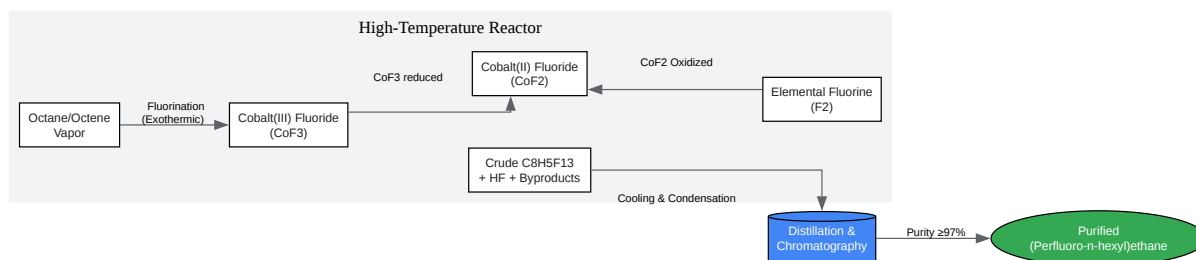 High-Temperature Reactor
Cobalt(II) Fluoride
(CoF2)
CoF3 reduced
CoF2 Oxidized
Elemental Fluorine
(F2)
Octane/Octene
Vapor
Fluorination
(Exothermic)
Cobalt(III) Fluoride
(CoF3)
Crude C8H5F13
+ HF + Byproducts
Cooling & Condensation
Distillation &
Chromatography
Purity ≥97%
Purified
(Perfluoro-n-hexyl)ethane